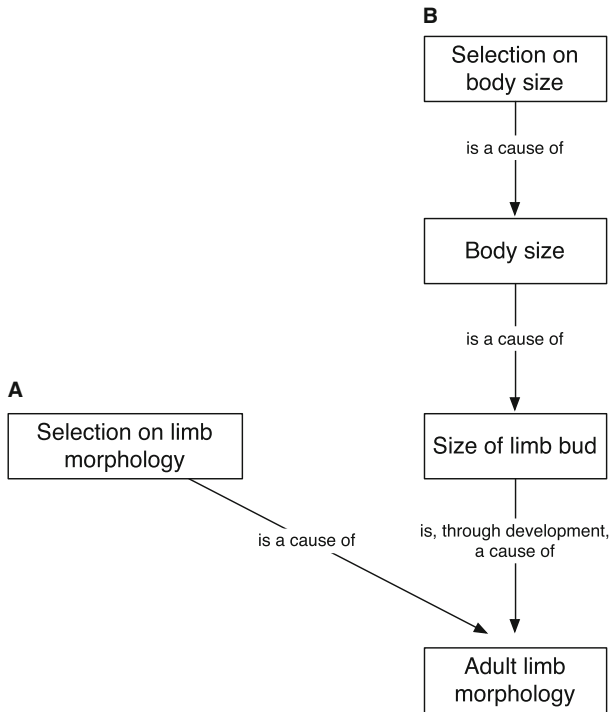 B
Selection on
body size
is a cause of
Body size
is a cause of
A
Selection on limb
morphology
Size of limb bud
is a cause of
is, through development,
a cause of
Adult limb
morphology